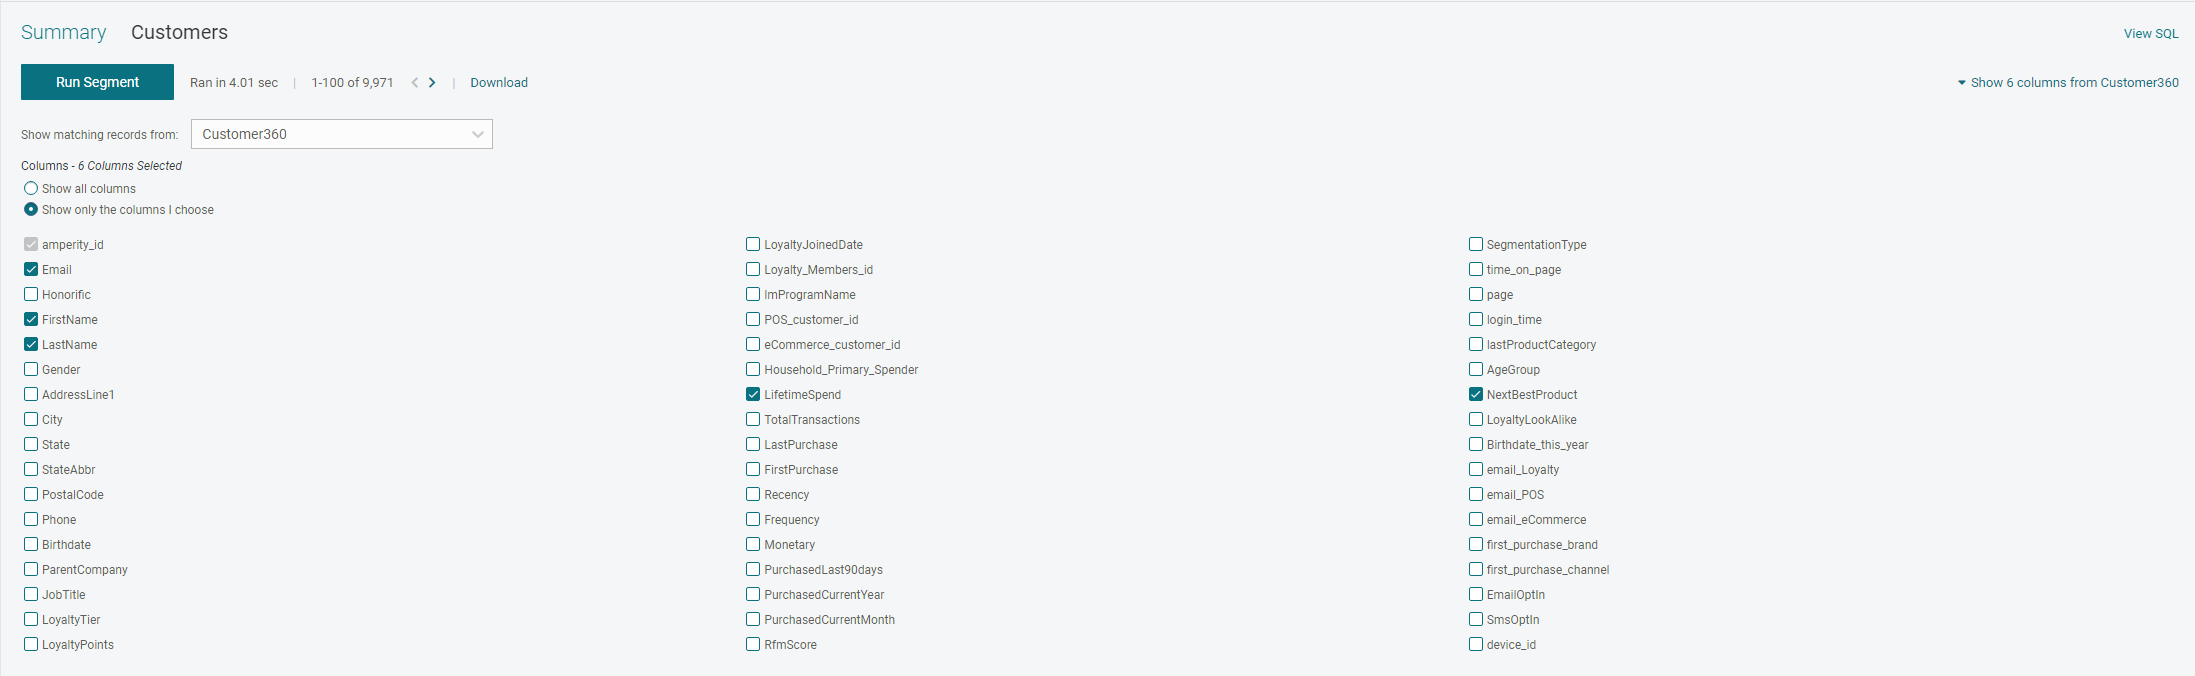 Summary Customers View SQL
Run Segment Ran in 4.01 sec | 1-100 of 9,971 < > | Download Show 6 columns from Customer360
Show matching records from: Customer360
Columns - 6 Columns Selected
Show all columns
Show only the columns I choose
amperity_id
Email
Honorific
FirstName
LastName
Gender
AddressLine1
City
State
StateAbbr
PostalCode
Phone
Birthdate
ParentCompany
JobTitle
LoyaltyTier
LoyaltyPoints
LoyaltyJoinedDate
Loyalty_Members_id
ImProgramName
POS_customer_id
eCommerce_customer_id
Household_Primary_Spender
LifetimeSpend
TotalTransactions
LastPurchase
FirstPurchase
Recency
Frequency
Monetary
PurchasedLast90days
PurchasedCurrentYear
PurchasedCurrentMonth
RfmScore
SegmentationType
time_on_page
page
login_time
lastProductCategory
AgeGroup
NextBestProduct
LoyaltyLookAlike
Birthdate_this_year
email_Loyalty
email_POS
email_eCommerce
first_purchase_brand
first_purchase_channel
EmailOptIn
SmsOptIn
device_id